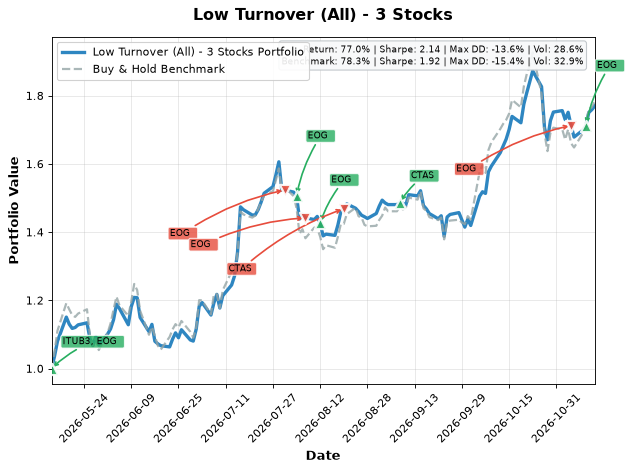 Low Turnover (All) - 3 Stocks
Low Turnover (All) - 3 Stocks Portfolio
Buy & Hold Benchmark
Return: 77.0% | Sharpe: 2.14 | Max DD: -13.6% | Vol: 28.6%
Benchmark: 78.3% | Sharpe: 1.92 | Max DD: -15.4% | Vol: 32.9%
EOG
EOG
EOG
CTAS
EOG
EOG
EOG
CTAS
ITUB3, EOG
1.8
1.6
1.4
1.2
1.0
Portfolio Value
2026-05-24
2026-06-09
2026-06-25
2026-07-11
2026-07-27
2026-08-12
2026-08-28
2026-09-13
2026-09-29
2026-10-15
2026-10-31
Date